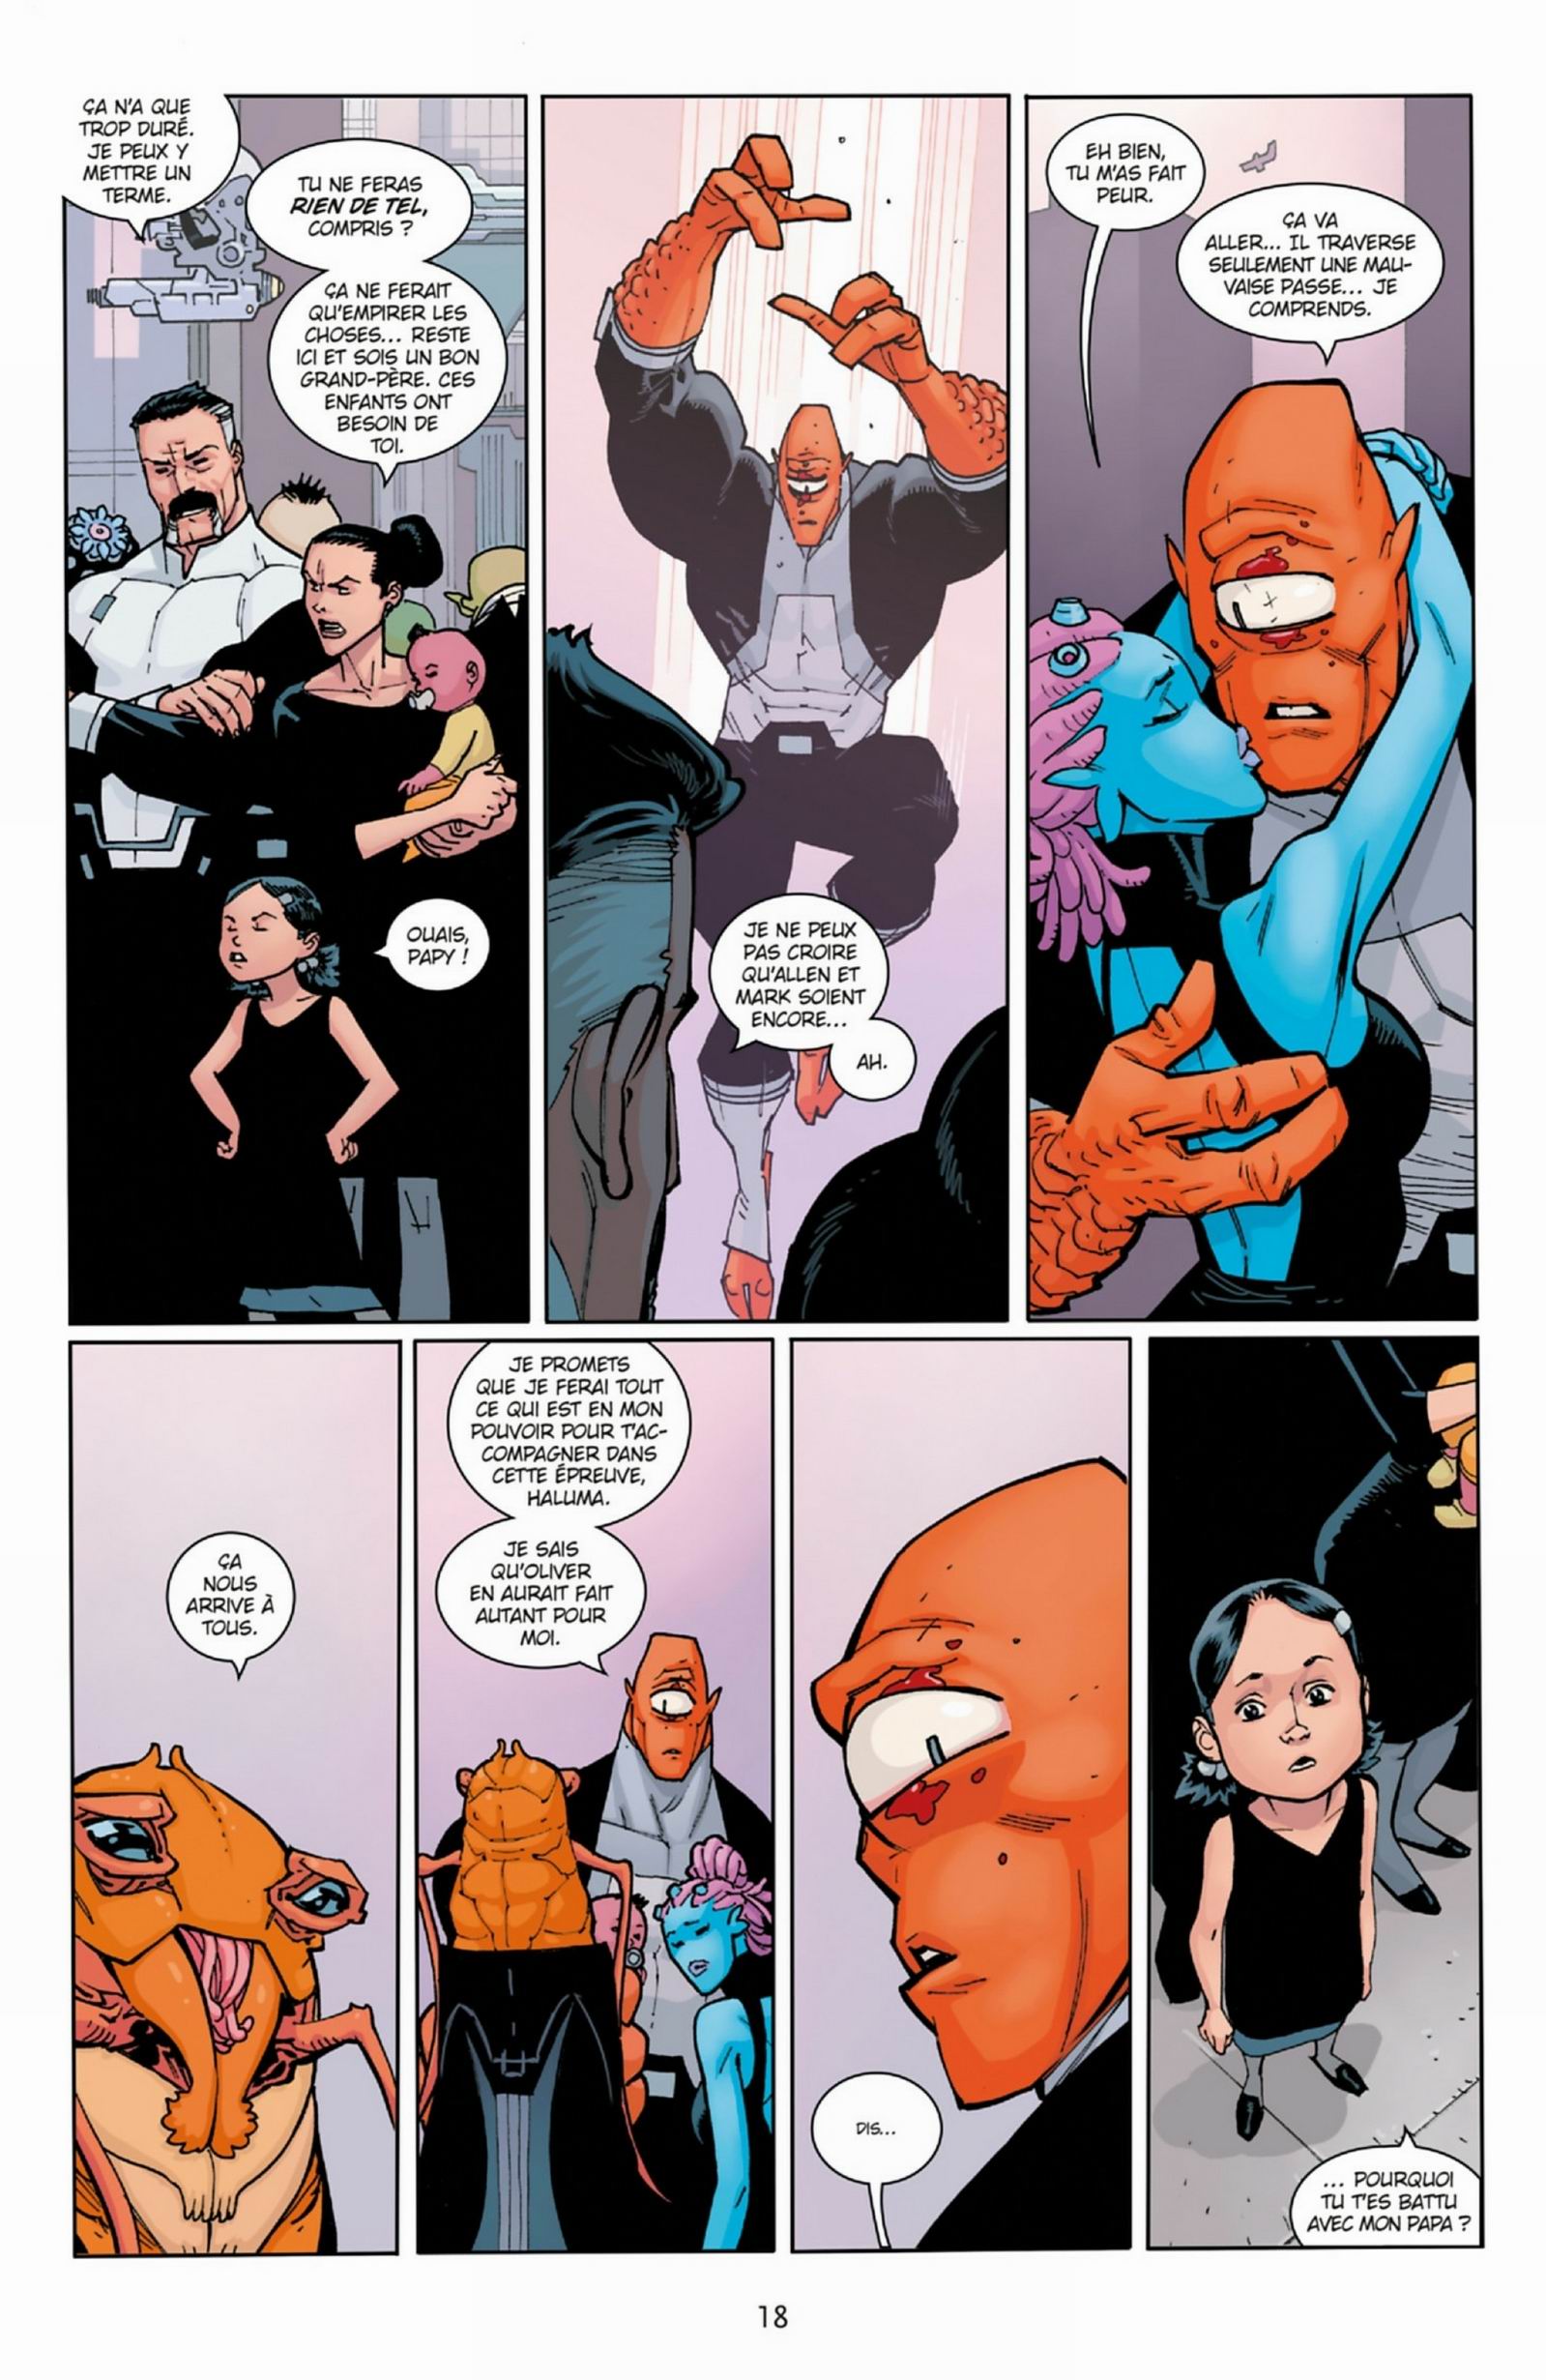 ÇA N'A QUE
TROP DURÉ.
JE PEUX Y
METTRE UN
TERME.
TU NE FERAS
RIEN DE TEL,
COMPRIS ?
ÇA NE FERAIT
QU'EMPIRER LES
CHOSES... RESTE
ICI ET SOIS UN BON
GRAND-PÈRE. CES
ENFANTS ONT
BESOIN DE
TOI.
OUAIS,
PAPY !
JE NE PEUX
PAS CROIRE
QU'ALLEN ET
MARK SOIENT
ENCORE...
AH.
EH BIEN,
TU M'AS FAIT
PEUR.
ÇA VA
ALLER... IL TRAVERSE
SEULEMENT UNE MAU-
VAISE PASSE... JE
COMPRENDS.
ÇA
NOUS
ARRIVE À
TOUS.
JE PROMETS
QUE JE FERAI TOUT
CE QUI EST EN MON
POUVOIR POUR T'AC-
COMPAGNER DANS
CETTE ÉPREUVE,
HALUMA.
JE SAIS
QU'OLIVER
EN AURAIT FAIT
AUTANT POUR
MOI.
DIS...
... POURQUOI
TU T'ES BATTU
AVEC MON PAPA ?
18